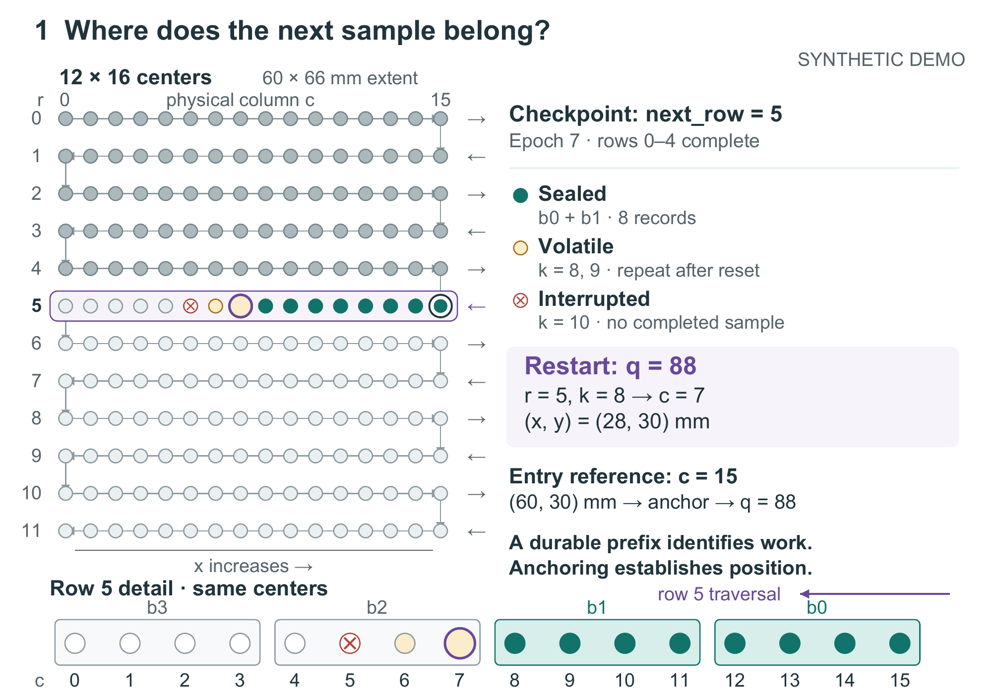 1 Where does the next sample belong?
SYNTHETIC DEMO
12 × 16 centers 60 × 66 mm extent
r 0 physical column c 15
0 →
1 ←
2 →
3 ←
4 →
5 ←
6 →
7 ←
8 →
9 ←
10 →
11 ←
x increases →
Checkpoint: next_row = 5
Epoch 7 · rows 0–4 complete
Sealed
b0 + b1 · 8 records
Volatile
k = 8, 9 · repeat after reset
Interrupted
k = 10 · no completed sample
Restart: q = 88
r = 5, k = 8 → c = 7
(x, y) = (28, 30) mm
Entry reference: c = 15
(60, 30) mm → anchor → q = 88
A durable prefix identifies work.
Anchoring establishes position.
Row 5 detail · same centers
row 5 traversal
b3 b2 b1 b0
c 0 1 2 3 4 5 6 7 8 9 10 11 12 13 14 15